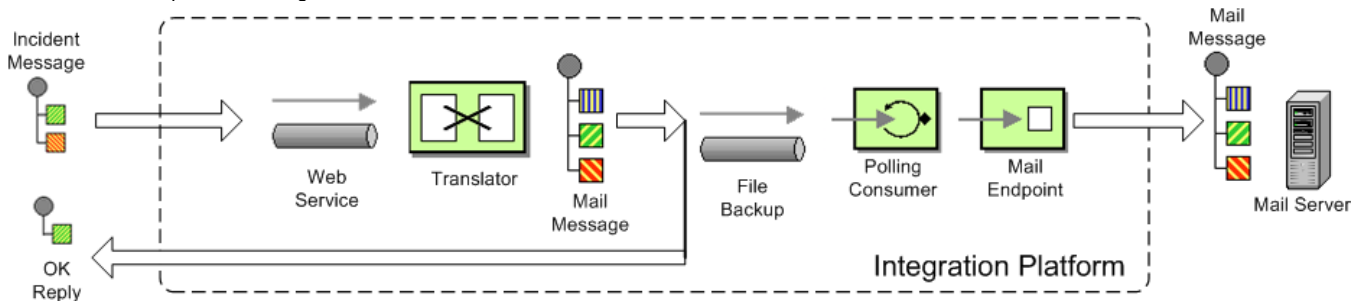 Incident
Message
Web
Service
Translator
Mail
Message
File
Backup
Polling
Consumer
Mail
Endpoint
Mail
Message
Mail Server
OK
Reply
Integration Platform